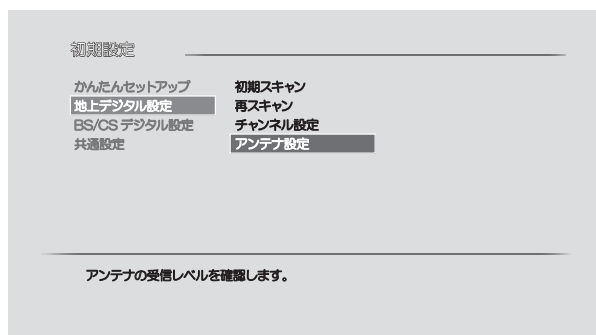 初期設定
かんたんセットアップ
地上デジタル設定
BS/CS デジタル設定
共通設定
初期スキャン
再スキャン
チャンネル設定
アンテナ設定
アンテナの受信レベルを確認します。